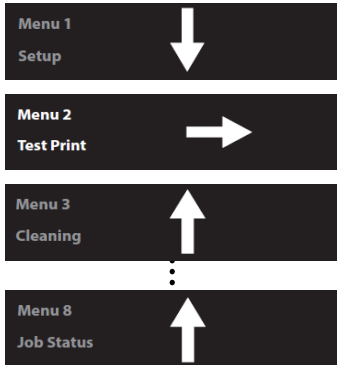 Menu 1
Setup
Menu 2
Test Print
Menu 3
Cleaning
Menu 8
Job Status